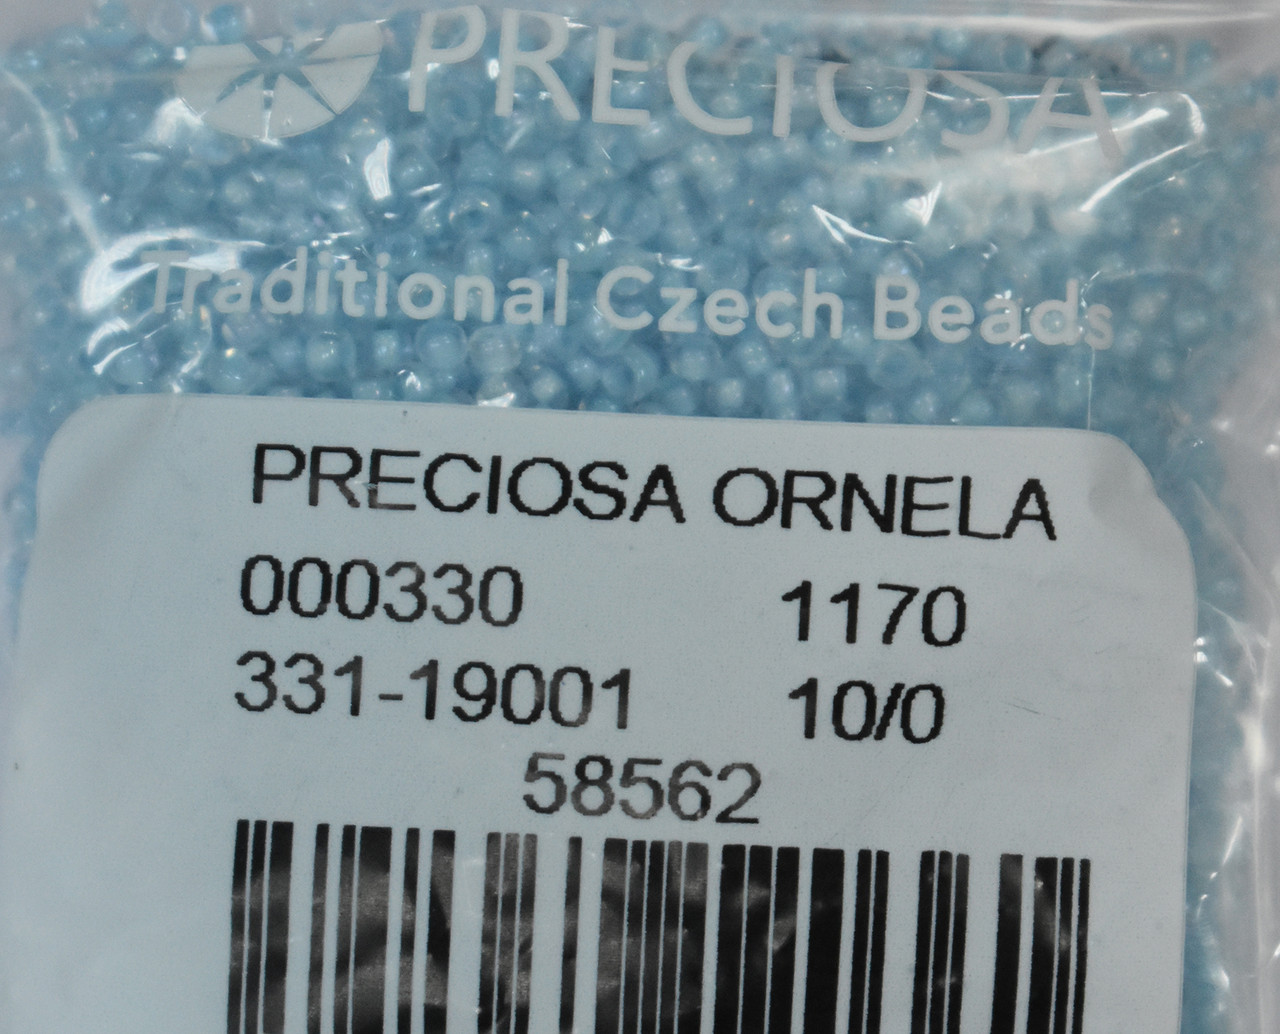 PRECIOSA
Traditional Czech Beads
PRECIOSA ORNELA
000330 1170
331-19001 10/0
58562